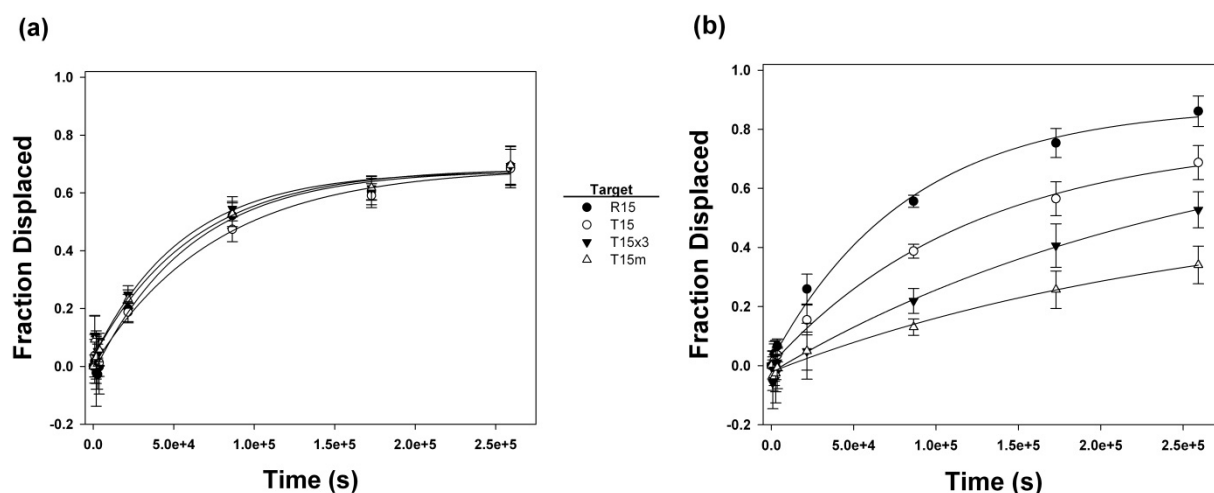 (a)
1.0
0.8
0.6
0.4
0.2
0.0
-0.2
Fraction Displaced
0.0 5.0e+4 1.0e+5 1.5e+5 2.0e+5 2.5e+5
Time (s)
Target
R15
T15
T15x3
T15m
(b)
1.0
0.8
0.6
0.4
0.2
0.0
-0.2
Fraction Displaced
0.0 5.0e+4 1.0e+5 1.5e+5 2.0e+5 2.5e+5
Time (s)